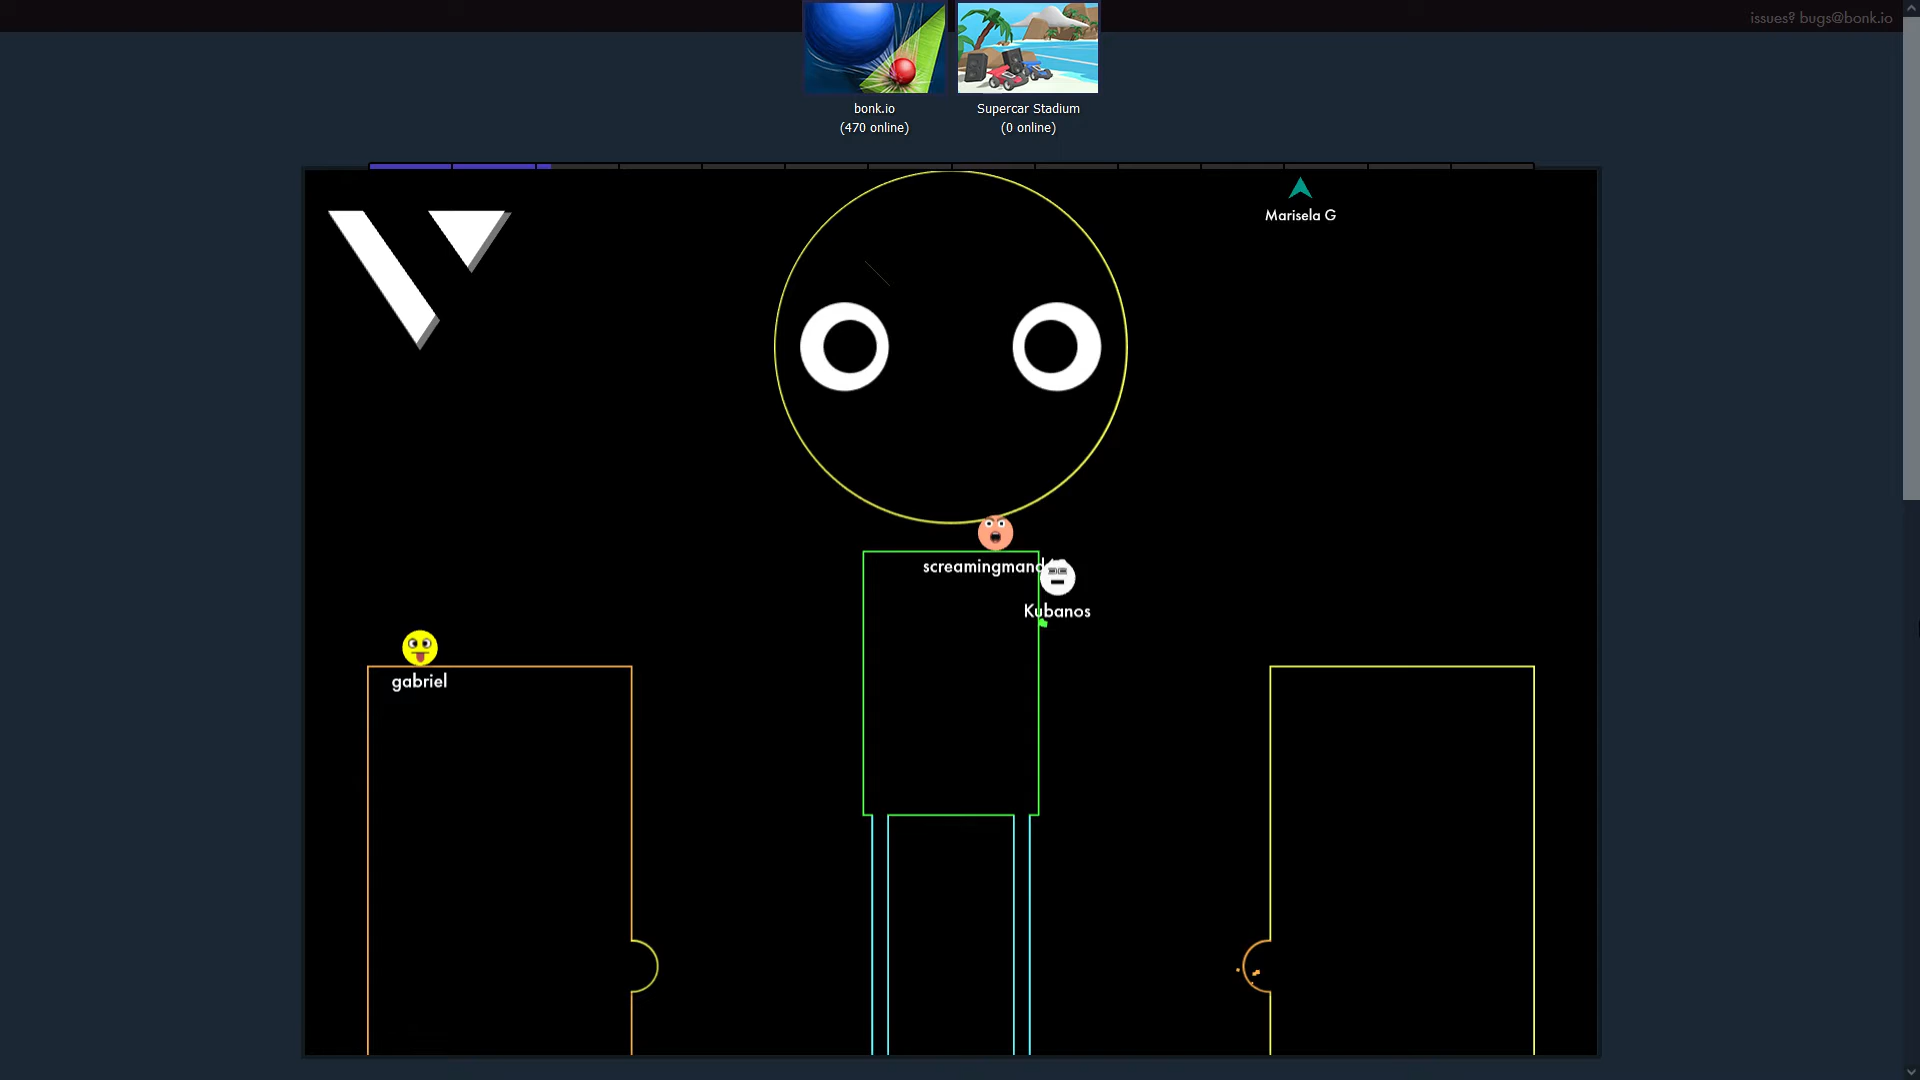 issues? bugs@bonk.io
bonk.io
(470 online)
Supercar Stadium
(0 online)
Marisela G
screamingmand
Kubanos
gabriel